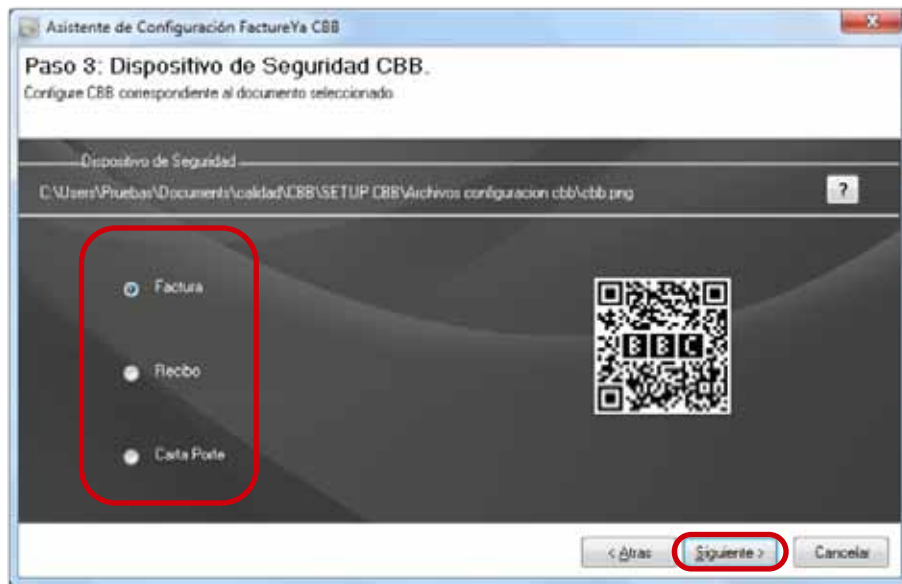 Asistente de Configuración FactureYa CBB
Paso 3: Dispositivo de Seguridad CBB.
Configure CBB correspondiente al documento seleccionado
Dispositivo de Seguridad
C:\Users\Pruebas\Documents\calidad\CBB\SETUP CBB\Archivos configuracion cbb\cbb.png
?
Factura
BBC
Recibo
Carta Porte
< Atras
Siguiente >
Cancelar